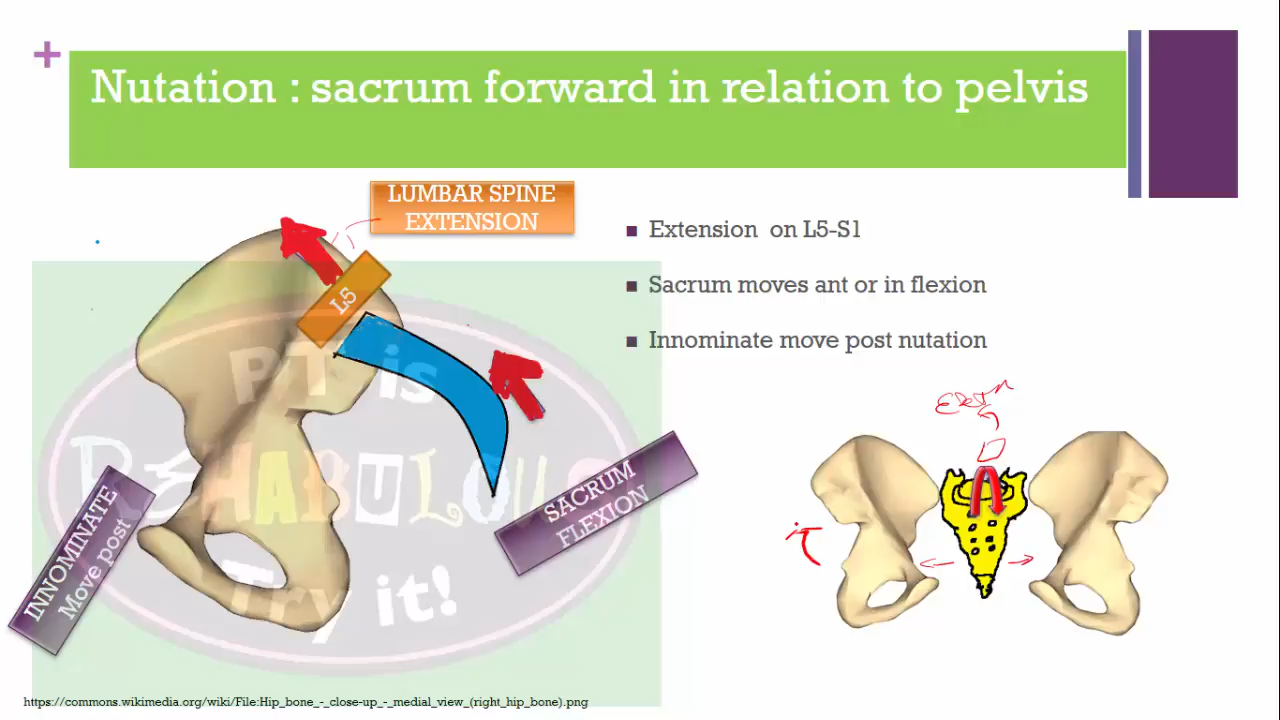 +
Nutation : sacrum forward in relation to pelvis
LUMBAR SPINE
EXTENSION
L5
■ Extension on L5-S1
■ Sacrum moves ant or in flexion
■ Innominate move post nutation
PT is
REHABULOUS
Try it!
SACRUM
FLEXION
INNOMINATE
Move post
https://commons.wikimedia.org/wiki/File:Hip_bone_-_close-up_-_medial_view_(right_hip_bone).png